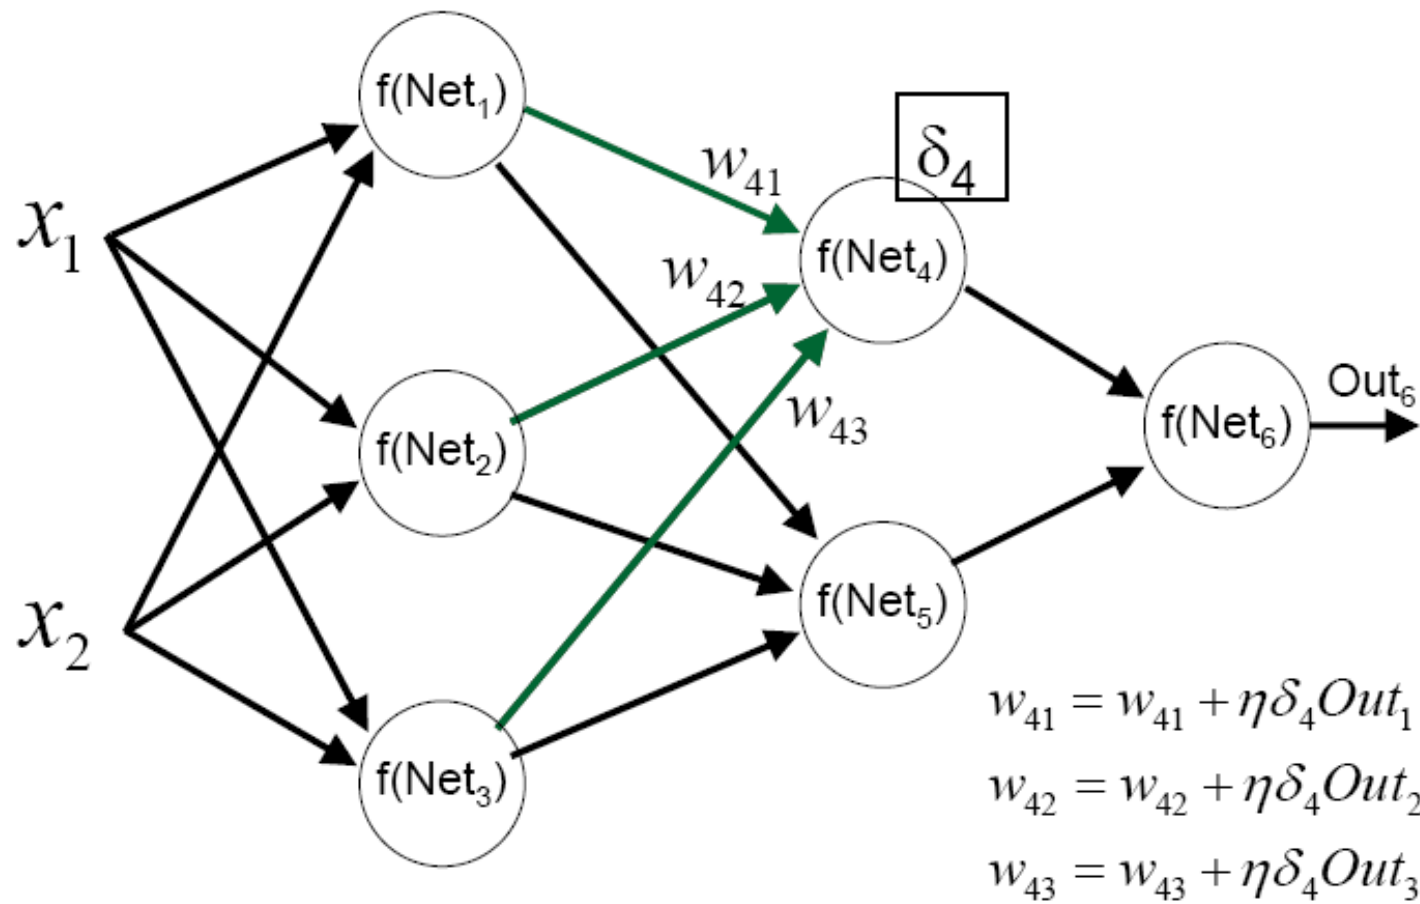 f(Net₁)
δ₄
w₄₁
x₁
f(Net₄)
w₄₂
Out₆
w₄₃
f(Net₆)
f(Net₂)
f(Net₅)
x₂
w₄₁ = w₄₁ + ηδ₄Out₁
f(Net₃)
w₄₂ = w₄₂ + ηδ₄Out₂
w₄₃ = w₄₃ + ηδ₄Out₃